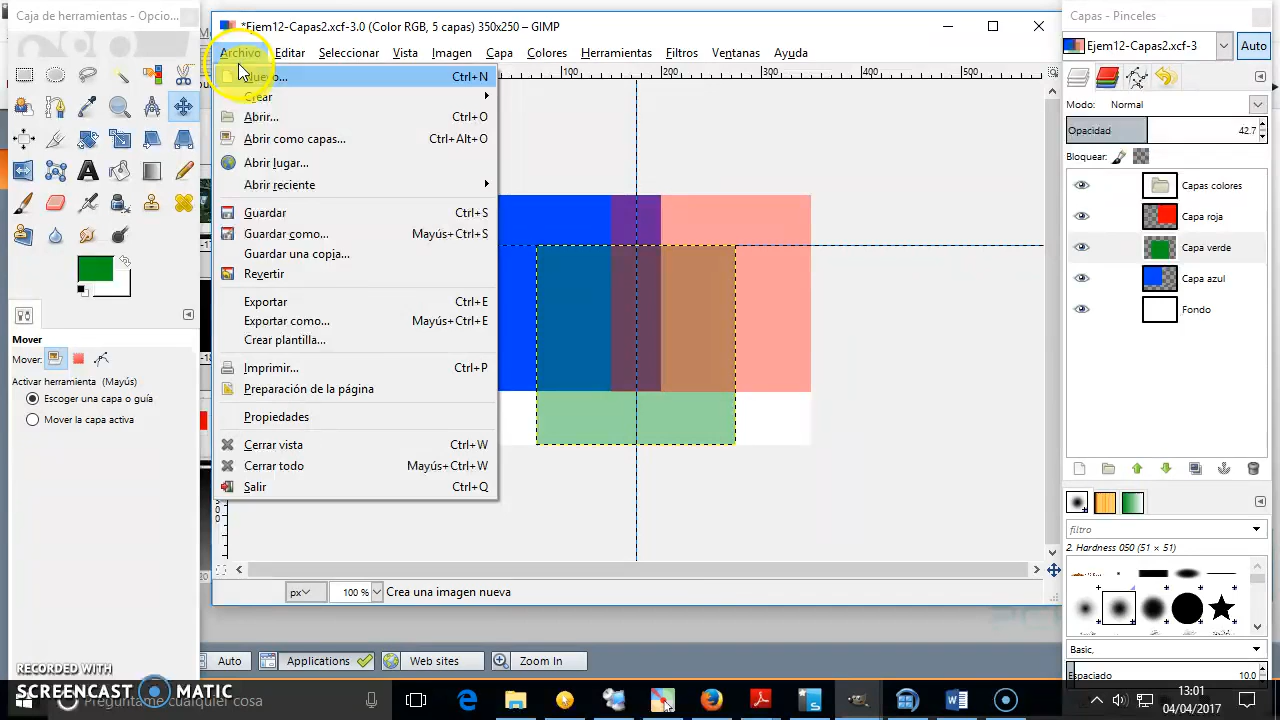 Caja de herramientas - Opcio...
*Ejem12-Capas2.xcf-3.0 (Color RGB, 5 capas) 350x250 – GIMP
Capas - Pinceles
Archivo Editar Seleccionar Vista Imagen Capa Colores Herramientas Filtros Ventanas Ayuda
Ejem12-Capas2.xcf-3
Auto
Nuevo... Ctrl+N
Crear
Abrir... Ctrl+O
Abrir como capas... Ctrl+Alt+O
Abrir lugar...
Abrir reciente
Guardar Ctrl+S
Guardar como... Mayús+Ctrl+S
Guardar una copia...
Revertir
Exportar Ctrl+E
Exportar como... Mayús+Ctrl+E
Crear plantilla...
Imprimir... Ctrl+P
Preparación de la página
Propiedades
Cerrar vista Ctrl+W
Cerrar todo Mayús+Ctrl+W
Salir Ctrl+Q
100 200 300 400 500
Modo: Normal
Opacidad 42.7
Bloquear:
Capas colores
Capa roja
Capa verde
Capa azul
Fondo
filtro
2. Hardness 050 (51 × 51)
Basic,
Espaciado 10.0
Mover
Mover:
Activar herramienta (Mayús)
Escoger una capa o guía
Mover la capa activa
px 100 % Crea una imagen nueva
Auto Applications Web sites Zoom In
RECORDED WITH
SCREENCAST MATIC
Pregúntame cualquier cosa
13:01
04/04/2017